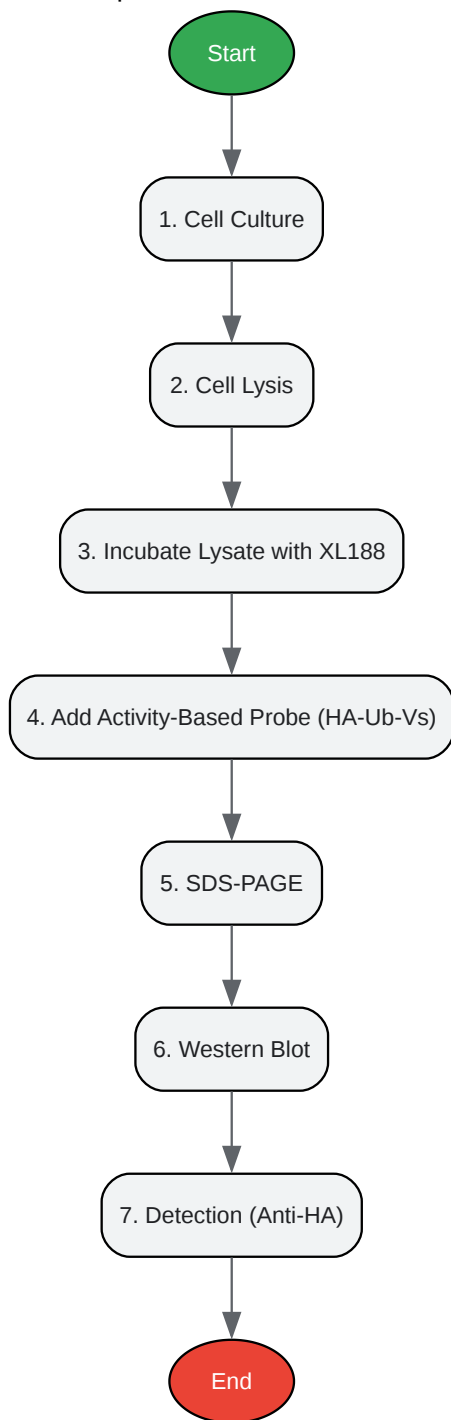 Start
1. Cell Culture
2. Cell Lysis
3. Incubate Lysate with XL188
4. Add Activity-Based Probe (HA-Ub-Vs)
5. SDS-PAGE
6. Western Blot
7. Detection (Anti-HA)
End